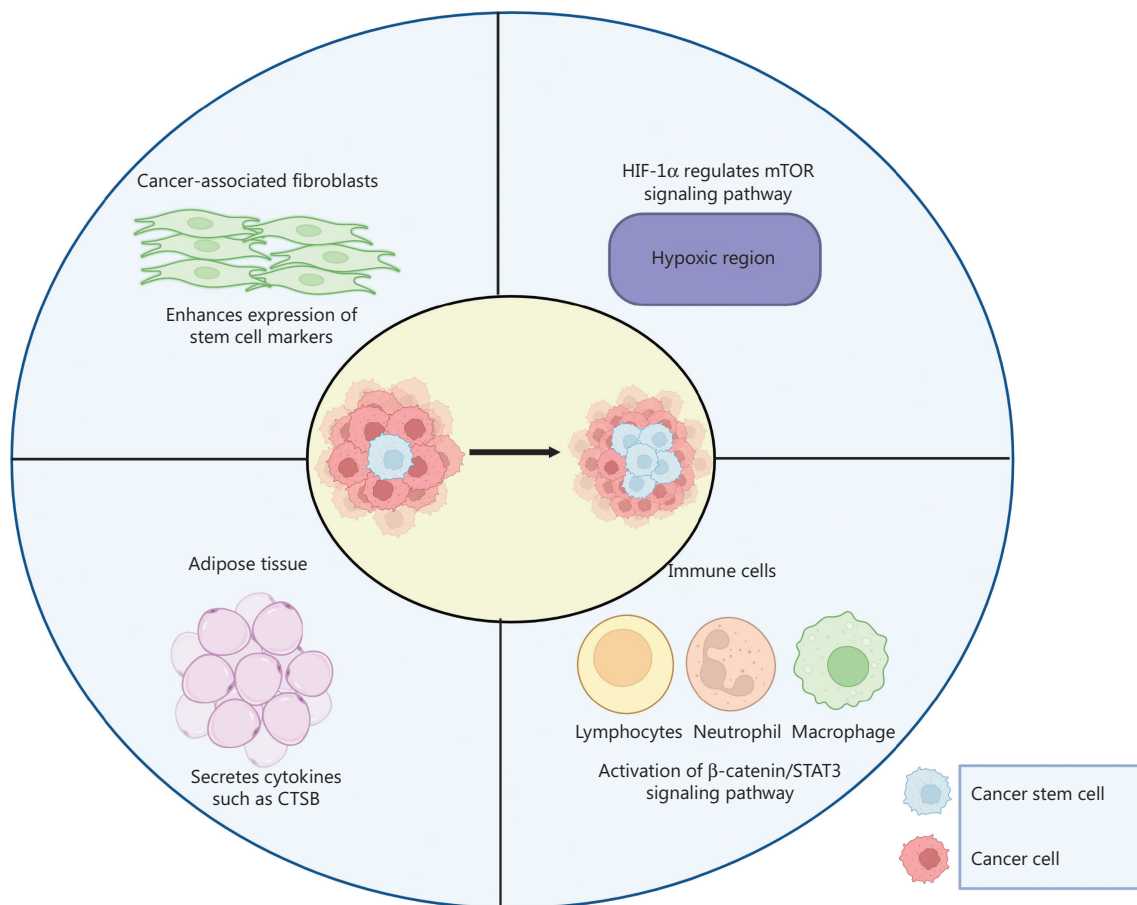 Cancer-associated fibroblasts
Enhances expression of
stem cell markers
HIF-1α regulates mTOR
signaling pathway
Hypoxic region
Adipose tissue
Secretes cytokines
such as CTSB
Immune cells
Lymphocytes
Neutrophil
Macrophage
Activation of β-catenin/STAT3
signaling pathway
Cancer stem cell
Cancer cell